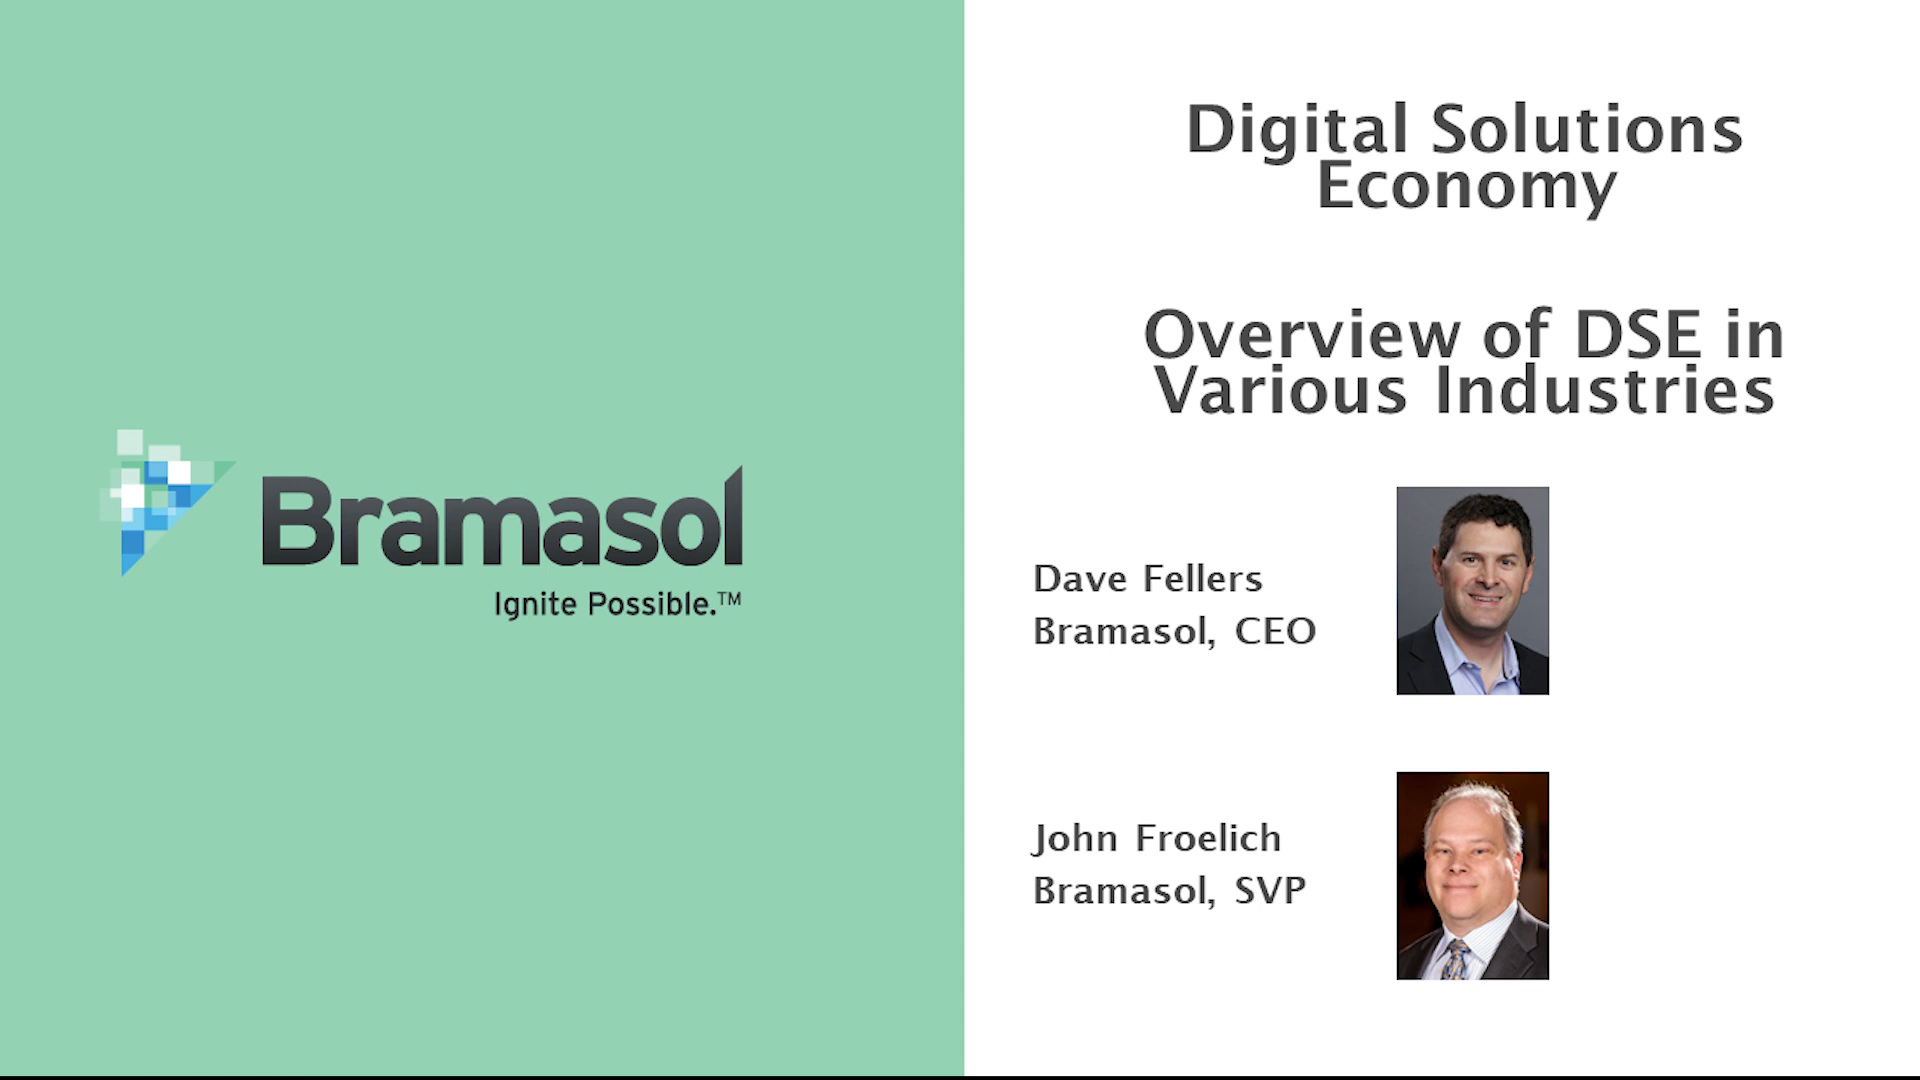 Bramasol
Ignite Possible.™
Digital Solutions
Economy
Overview of DSE in
Various Industries
Dave Fellers
Bramasol, CEO
John Froelich
Bramasol, SVP